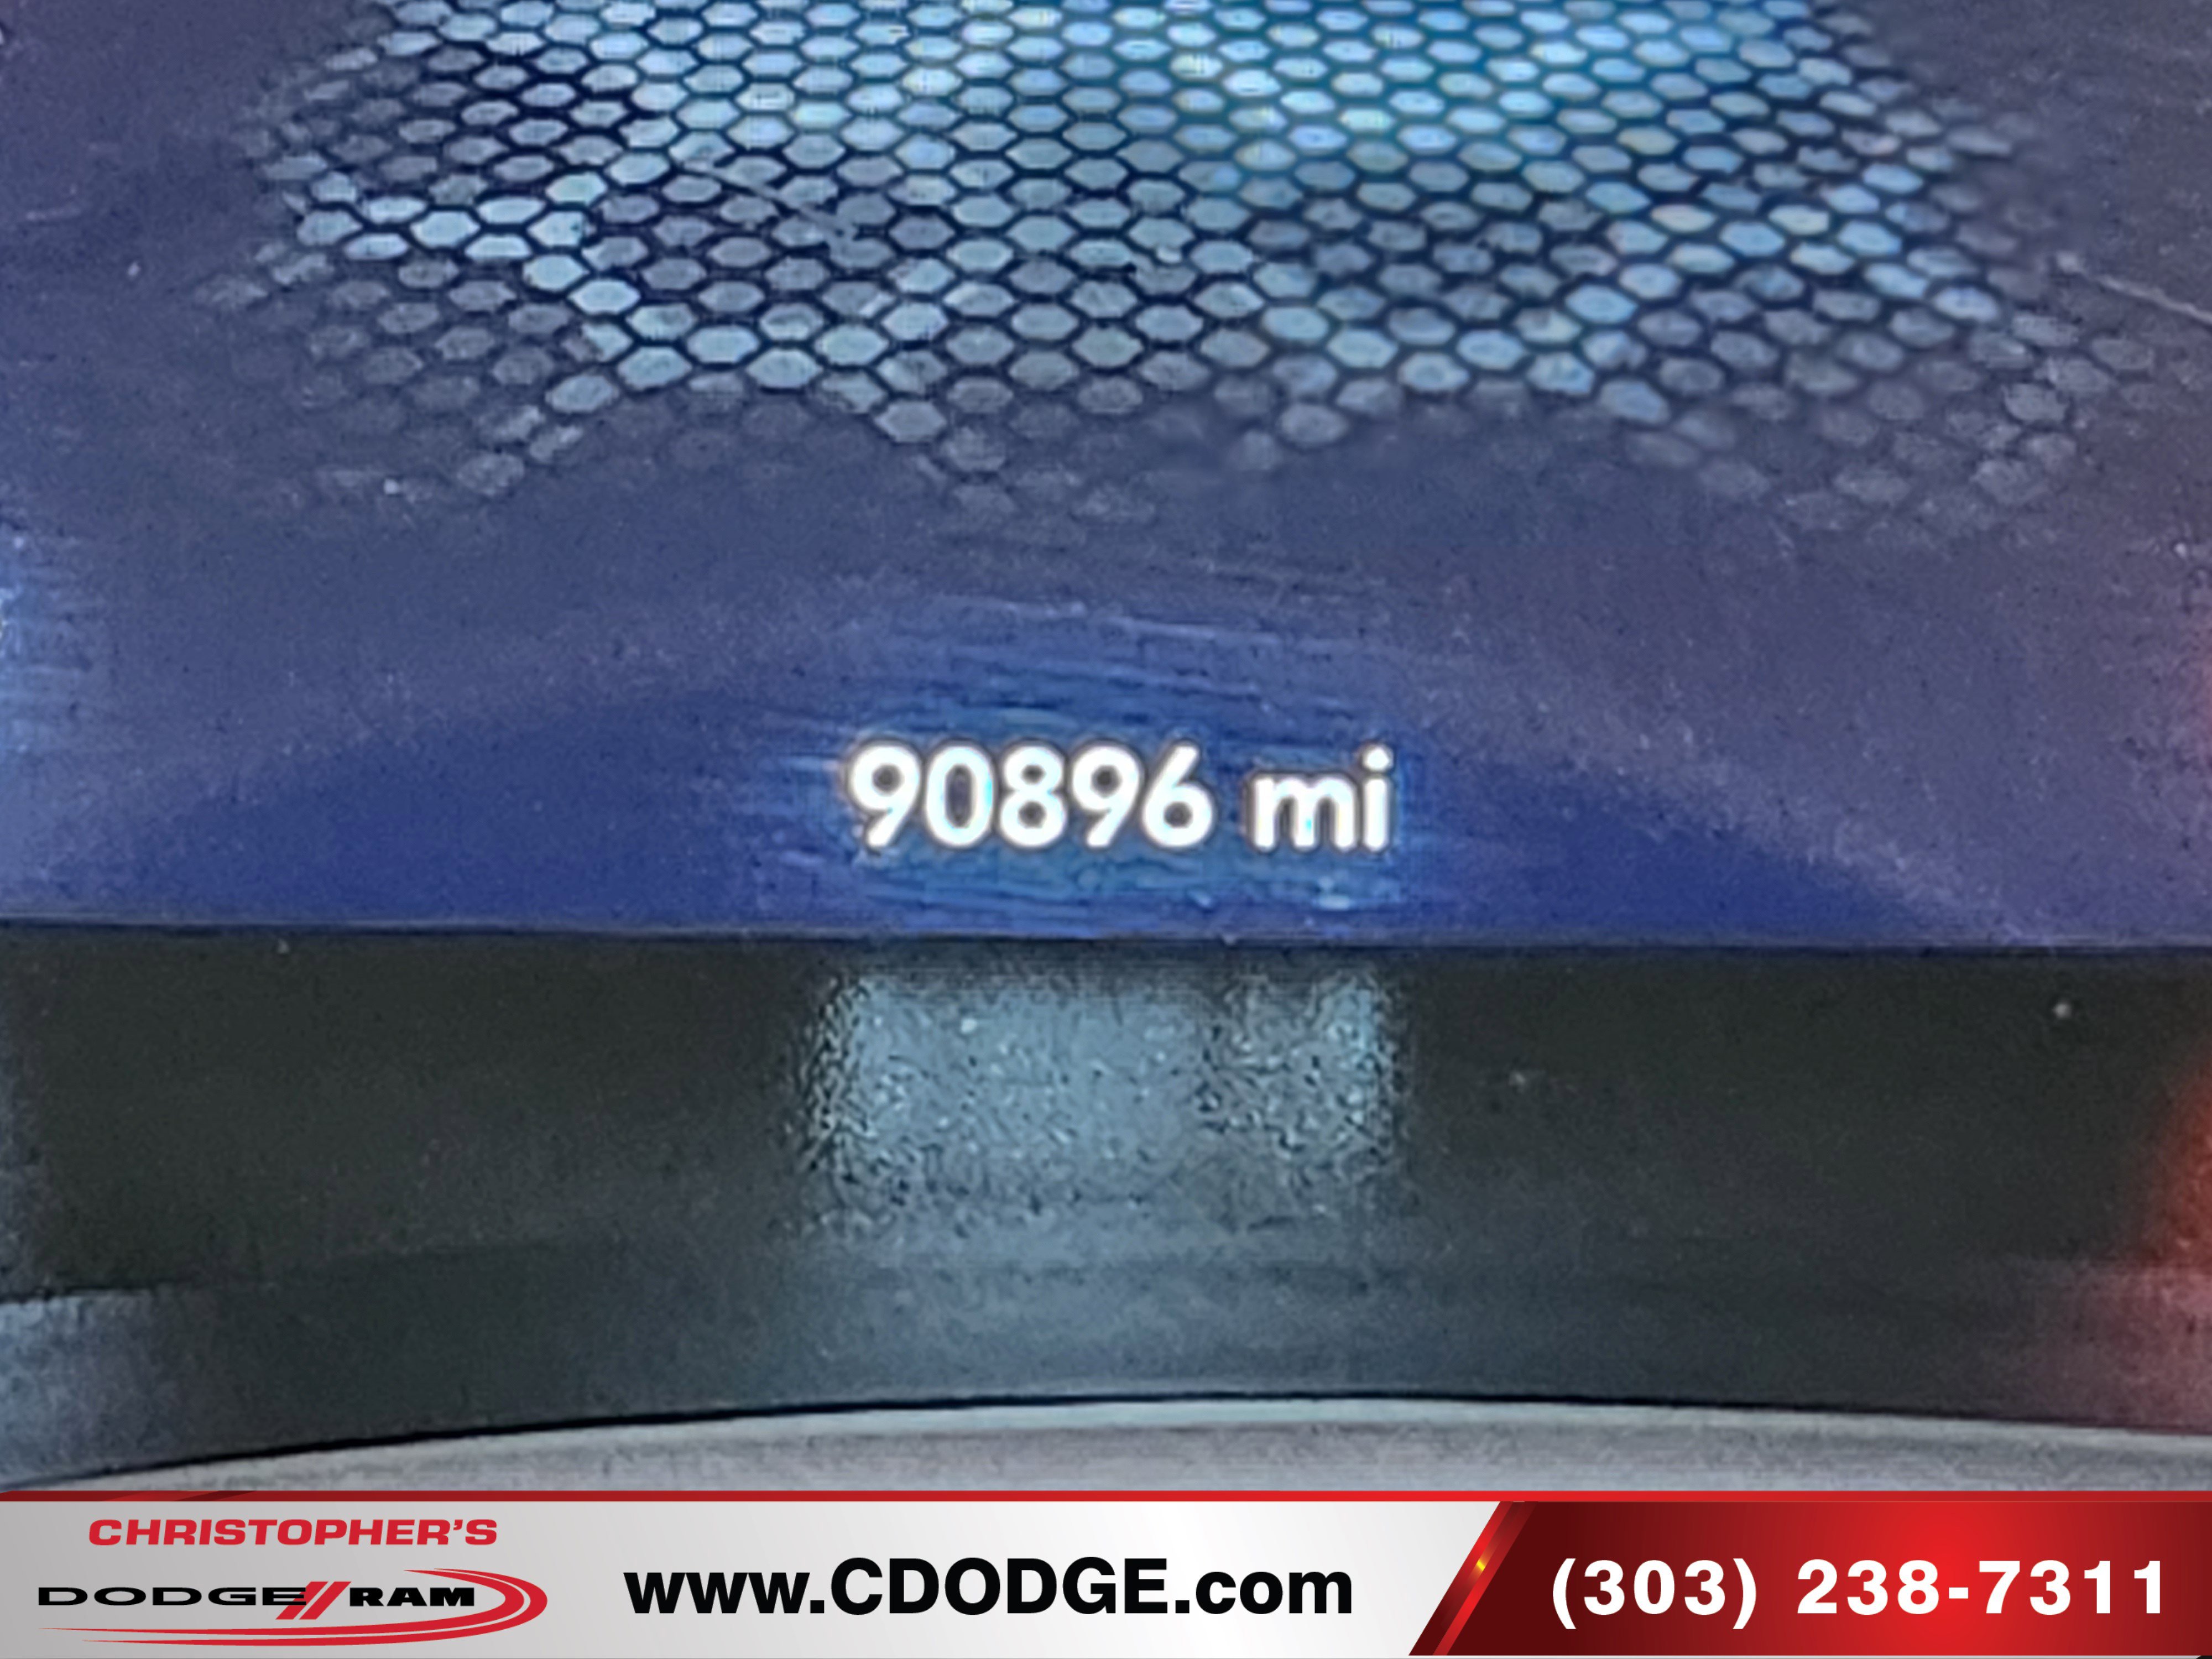 90896 mi
CHRISTOPHER'S
DODGE RAM
www.CDODGE.com
(303) 238-7311